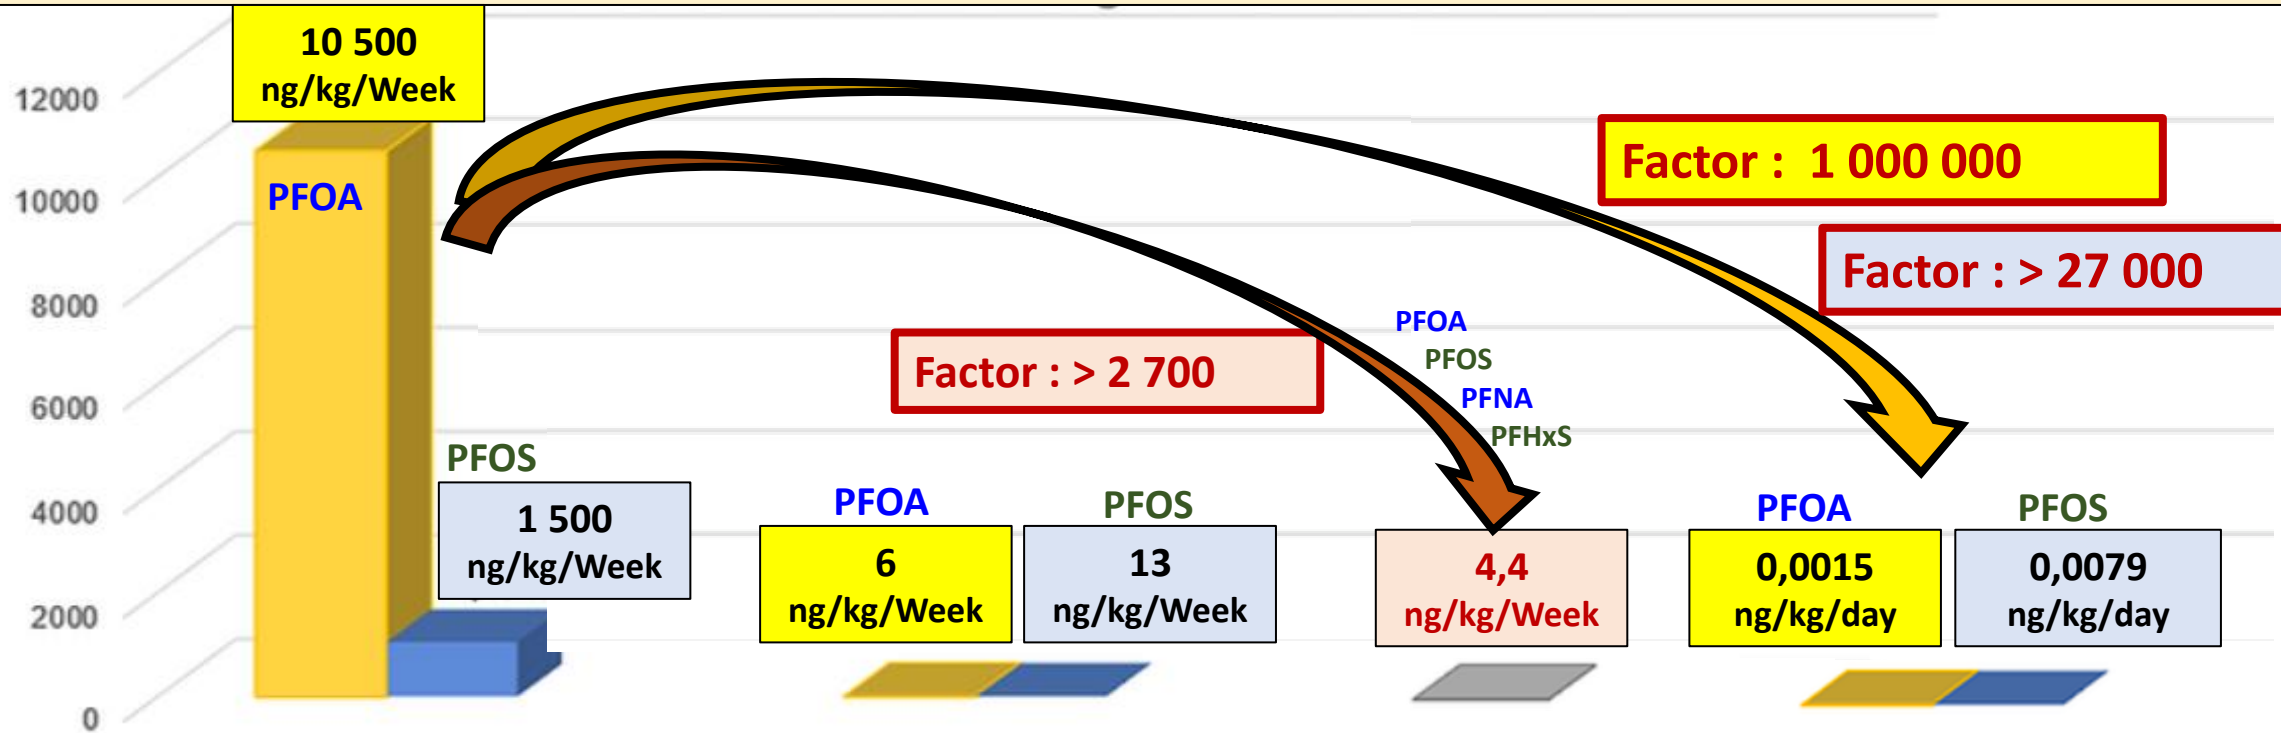 10 500
ng/kg/Week
12000
10000
8000
6000
4000
2000
0
PFOA
PFOS
1 500
ng/kg/Week
PFOA
6
ng/kg/Week
PFOS
13
ng/kg/Week
Factor : > 2 700
PFOA
PFOS
PFNA
PFHxS
4,4
ng/kg/Week
Factor : 1 000 000
Factor : > 27 000
PFOA
0,0015
ng/kg/day
PFOS
0,0079
ng/kg/day